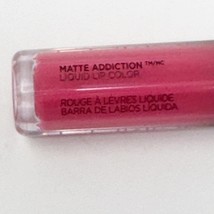 MATTE ADDICTION ™/MC
LIQUID LIP COLOR
ROUGE À LÈVRES LIQUIDE
BARRA DE LABIOS LÍQUIDA